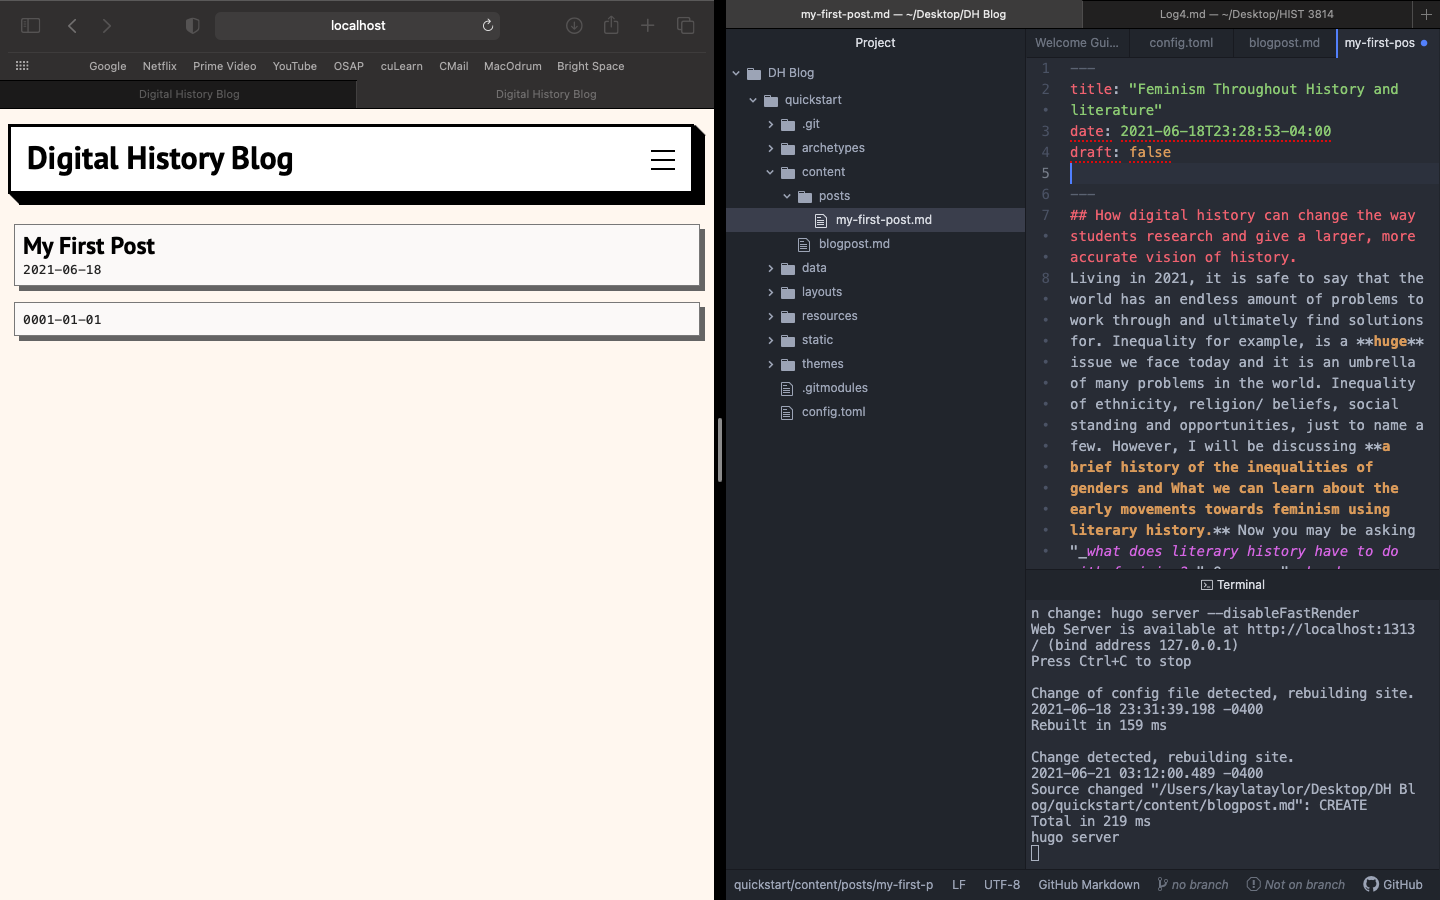 localhost
Google Netflix Prime Video YouTube OSAP cuLearn CMail MacOdrum Bright Space
Digital History Blog
Digital History Blog
Digital History Blog
My First Post
2021-06-18
0001-01-01
my-first-post.md — ~/Desktop/DH Blog
Log4.md — ~/Desktop/HIST 3814
Project
DH Blog
quickstart
.git
archetypes
content
posts
my-first-post.md
blogpost.md
data
layouts
resources
static
themes
.gitmodules
config.toml
Welcome Gui...
config.toml
blogpost.md
my-first-pos
1 ---
2 title: "Feminism Throughout History and
• literature"
3 date: 2021-06-18T23:28:53-04:00
4 draft: false
5
6 ---
7 ## How digital history can change the way
• students research and give a larger, more
• accurate vision of history.
8 Living in 2021, it is safe to say that the
• world has an endless amount of problems to
• work through and ultimately find solutions
• for. Inequality for example, is a **huge**
• issue we face today and it is an umbrella
• of many problems in the world. Inequality
• of ethnicity, religion/ beliefs, social
• standing and opportunities, just to name a
• few. However, I will be discussing **a
• brief history of the inequalities of
• genders and What we can learn about the
• early movements towards feminism using
• literary history.** Now you may be asking
• "_what does literary history have to do
Terminal
n change: hugo server --disableFastRender
Web Server is available at http://localhost:1313
/ (bind address 127.0.0.1)
Press Ctrl+C to stop
Change of config file detected, rebuilding site.
2021-06-18 23:31:39.198 -0400
Rebuilt in 159 ms
Change detected, rebuilding site.
2021-06-21 03:12:00.489 -0400
Source changed "/Users/kaylataylor/Desktop/DH Bl
og/quickstart/content/blogpost.md": CREATE
Total in 219 ms
hugo server
quickstart/content/posts/my-first-p LF UTF-8 GitHub Markdown no branch Not on branch GitHub